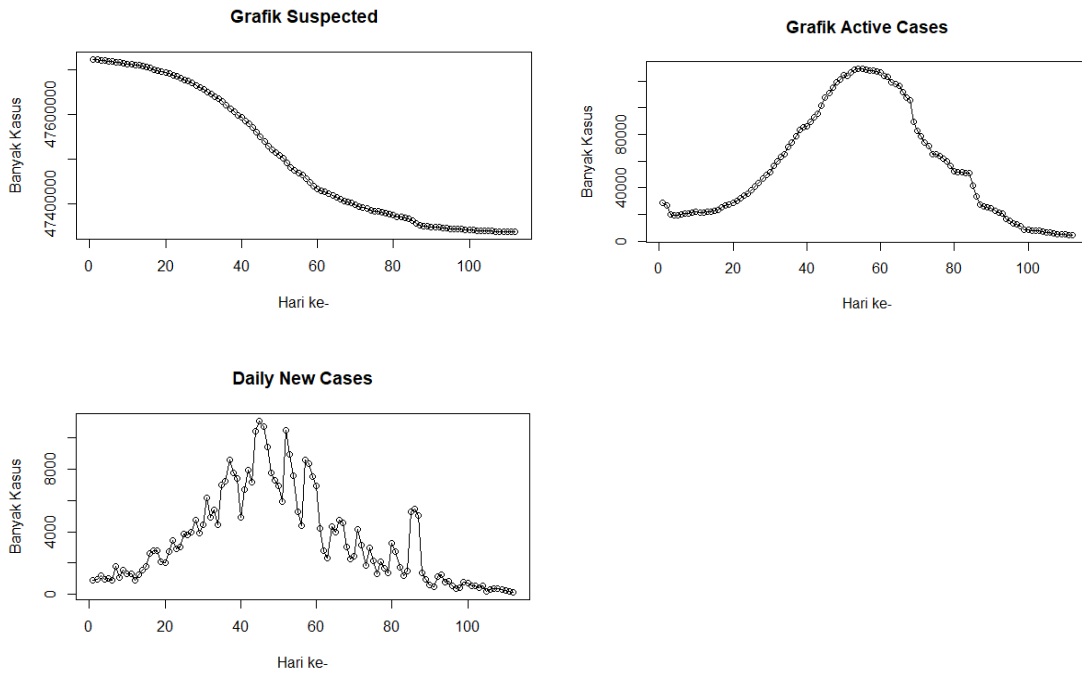 Grafik Suspected
Banyak Kasus
47600000
47400000
0 20 40 60 80 100
Hari ke-
Grafik Active Cases
Banyak Kasus
80000
40000
0
0 20 40 60 80 100
Hari ke-
Daily New Cases
Banyak Kasus
8000
4000
0
0 20 40 60 80 100
Hari ke-